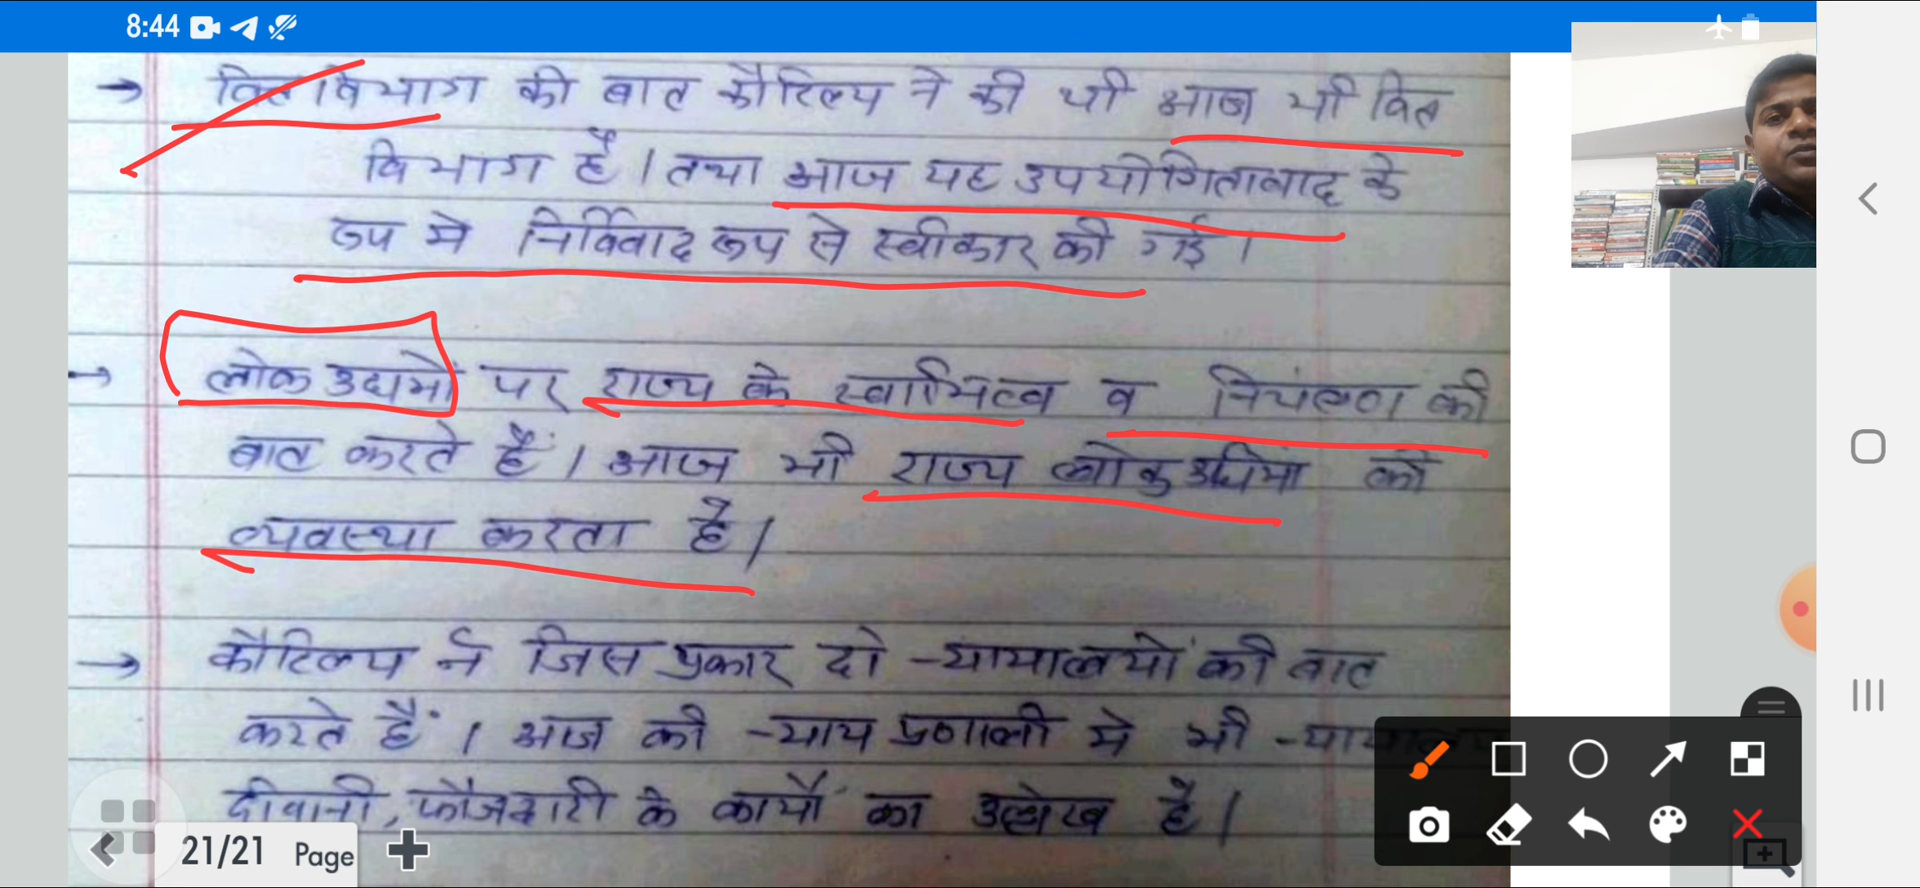 8:44
→ वित विभाग की बात कौटिल्य ने की थी आज भी वित
विभाग है। तथा आज यह उपयोगितावाद के
रूप मे निर्विवाद रूप से स्वीकार की गई।
→ लोक उद्यमों पर राज्य के स्वामित्व व नियंत्रण की
बात करते हैं। आज भी राज्य लोक उद्यमों की
व्यवस्था करता है।
→ कौटिल्य ने जिस प्रकार दो न्यायालयों की बात
करते हैं। आज की न्याय प्रणाली मे भी न्यायालय
दीवानी, फौजदारी के कार्यों का उल्लेख है।
21/21 Page